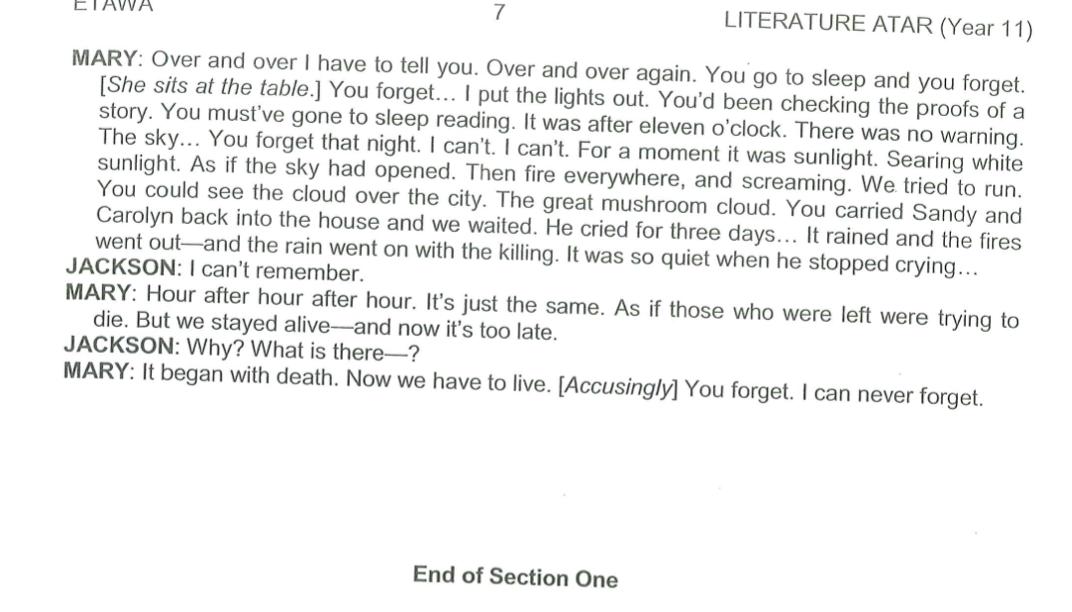 ETAWA
7
LITERATURE ATAR (Year 11)
MARY: Over and over I have to tell you. Over and over again. You go to sleep and you forget.
[She sits at the table.] You forget… I put the lights out. You'd been checking the proofs of a
story. You must've gone to sleep reading. It was after eleven o'clock. There was no warning.
The sky… You forget that night. I can't. I can't. For a moment it was sunlight. Searing white
sunlight. As if the sky had opened. Then fire everywhere, and screaming. We tried to run.
You could see the cloud over the city. The great mushroom cloud. You carried Sandy and
Carolyn back into the house and we waited. He cried for three days… It rained and the fires
went out—and the rain went on with the killing. It was so quiet when he stopped crying…
JACKSON: I can't remember.
MARY: Hour after hour after hour. It's just the same. As if those who were left were trying to
die. But we stayed alive—and now it's too late.
JACKSON: Why? What is there—?
MARY: It began with death. Now we have to live. [Accusingly] You forget. I can never forget.
End of Section One